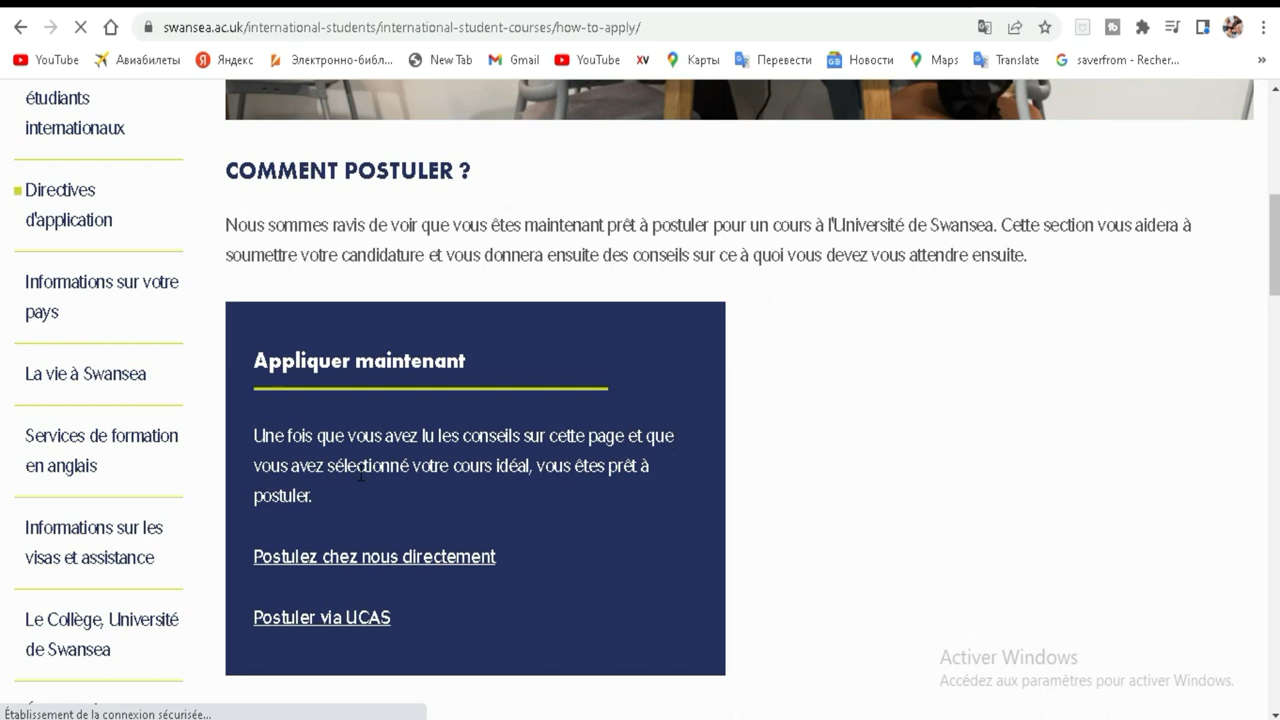 swansea.ac.uk/international-students/international-student-courses/how-to-apply/
YouTube Авиабилеты Яндекс Электронно-библ... New Tab Gmail YouTube XV Карты Перевести Новости Maps Translate saverfrom - Recher... »
étudiants
internationaux
Directives
d'application
Informations sur votre
pays
La vie à Swansea
Services de formation
en anglais
Informations sur les
visas et assistance
Le Collège, Université
de Swansea
COMMENT POSTULER ?
Nous sommes ravis de voir que vous êtes maintenant prêt à postuler pour un cours à l'Université de Swansea. Cette section vous aidera à
soumettre votre candidature et vous donnera ensuite des conseils sur ce à quoi vous devez vous attendre ensuite.
Appliquer maintenant
Une fois que vous avez lu les conseils sur cette page et que
vous avez sélectionné votre cours idéal, vous êtes prêt à
postuler.
Postulez chez nous directement
Postuler via UCAS
Activer Windows
Accédez aux paramètres pour activer Windows.
Établissement de la connexion sécurisée...